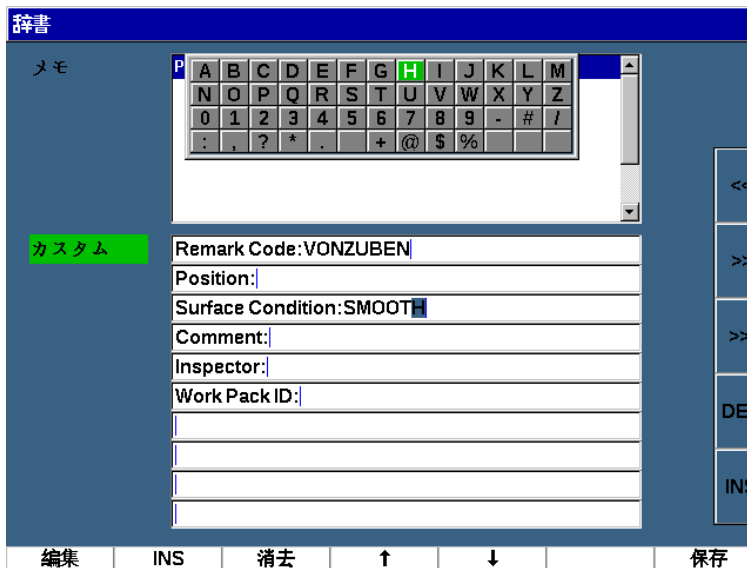 辞書
メモ
P
A B C D E F G H I J K L M
N O P Q R S T U V W X Y Z
0 1 2 3 4 5 6 7 8 9 - # /
: , ? * . + @ $ %
<<
カスタム
Remark Code:VONZUBEN
>>
Position:
Surface Condition:SMOOTH
Comment:
>>
Inspector:
Work Pack ID:
DE
INS
編集 INS 消去 ↑ ↓ 保存